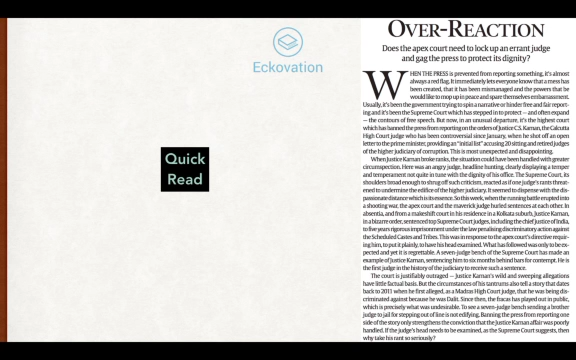 Eckovation
Quick
Read
OVER-REACTION
Does the apex court need to lock up an errant judge
and gag the press to protect its dignity?
WHEN THE PRESS is prevented from reporting something, it's almost
always a red flag. It immediately lets everyone know that a mess has
been created, that it has been mismanaged and the powers that be
would like to mop up in peace and spare themselves embarrassment.
Usually, it's been the government trying to spin a narrative or hinder free and fair report-
ing and it's been the Supreme Court which has stepped in to protect — and often expand
— the contours of free speech. But now, in an unusual departure, it's the highest court
which has banned the press from reporting on the orders of Justice C.S. Karnan, the Calcutta
High Court judge who has been controversial since January, when he shot off an open
letter to the prime minister, providing an "initial list" accusing 20 sitting and retired judges
of the higher judiciary of corruption. This is most unexpected and disappointing.
When Justice Karnan broke ranks, the situation could have been handled with greater
circumspection. Here was an angry judge, headline hunting, clearly displaying a temper
and temperament not quite in tune with the dignity of his office. The Supreme Court, its
shoulders broad enough to shrug off such criticism, reacted as if one judge's rants threat-
ened to undermine the edifice of the higher judiciary. It seemed to dispense with the dis-
passionate distance which is its essence. So this week, when the running battle erupted into
a shooting war, the apex court and the maverick judge hurled sentences at each other. In
absentia, and from a makeshift court in his residence in a Kolkata suburb, Justice Karnan,
in a bizarre order, sentenced top Supreme Court Judges, including the chief justice of India,
to five years rigorous imprisonment under the law penalising discriminatory action against
the Scheduled Castes and Tribes. This was in response to the apex court's directive requir-
ing him, to put it plainly, to have his head examined. What has followed was only to be ex-
pected and yet it is regrettable. A seven-judge bench of the Supreme Court has made an
example of Justice Karnan, sentencing him to six months behind bars for contempt. He is
the first judge in the history of the judiciary to receive such a sentence.
The court is justifiably outraged — Justice Karnan's wild and sweeping allegations
have little factual basis. But the circumstances of his tantrums also tell a story that dates
back to 2011 when he first alleged, as a Madras High Court judge, that he was being dis-
criminated against because he was Dalit. Since then, the fracas has played out in public,
which is precisely what was undesirable. To see a seven-judge bench sending a brother
judge to jail for stepping out of line is not edifying. Banning the press from reporting one
side of the story only strengthens the conviction that the Justice Karnan affair was poorly
handled. If the judge's head needs to be examined, as the Supreme Court suggests, then
why take his rant so seriously?